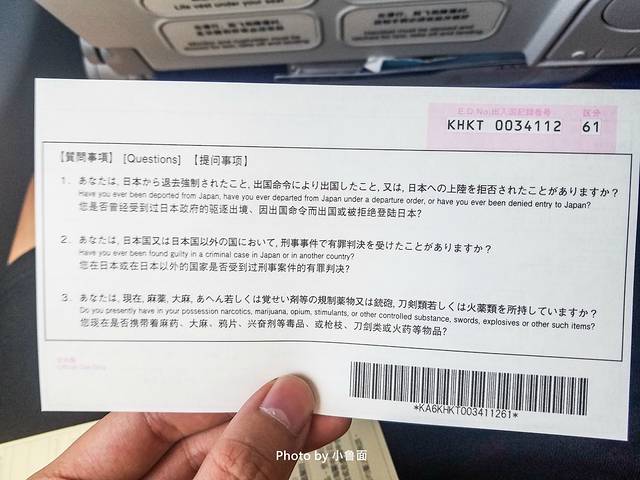 Life vest under your seat
E.D.No.出入国記録番号 区分
KHKT 0034112 61
【質問事項】 [Questions] 【提问事项】
1. あなたは, 日本から退去強制されたこと, 出国命令により出国したこと, 又は, 日本への上陸を拒否されたことがありますか?
Have you ever been deported from Japan, have you ever departed from Japan under a departure order, or have you ever been denied entry to Japan?
您是否曾经受到过日本政府的驱逐出境、因出国命令而出国或被拒绝登陆日本?
2. あなたは, 日本国又は日本国以外の国において, 刑事事件で有罪判決を受けたことがありますか?
Have you ever been found guilty in a criminal case in Japan or in another country?
您在日本或在日本以外的国家是否受到过刑事案件的有罪判决?
3. あなたは, 現在, 麻薬, 大麻, あへん若しくは覚せい剤等の規制薬物又は銃砲, 刀剣類若しくは火薬類を所持していますか?
Do you presently have in your possession narcotics, marijuana, opium, stimulants, or other controlled substance, swords, explosives or other such items?
您现在是否携带着麻药、大麻、鸦片、兴奋剂等毒品、或枪枝、刀剑类或火药等物品?
Official Use Only
*KA6KHKT003411261*
Photo by 小鲁面